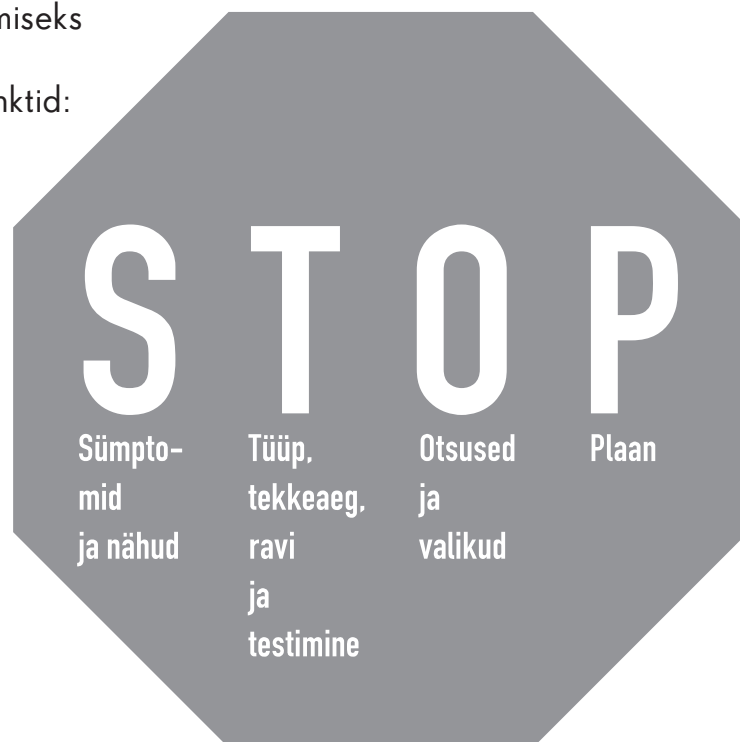 miseks
nktid:
S T O P
Sümpto-
mid
ja nähud
Tüüp,
tekkeaeg,
ravi
ja
testimine
Otsused
ja
valikud
Plaan